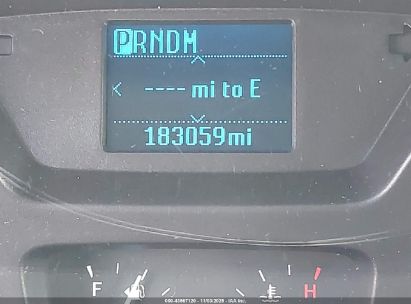 PRNDM
---- mi to E
183059mi
F
H